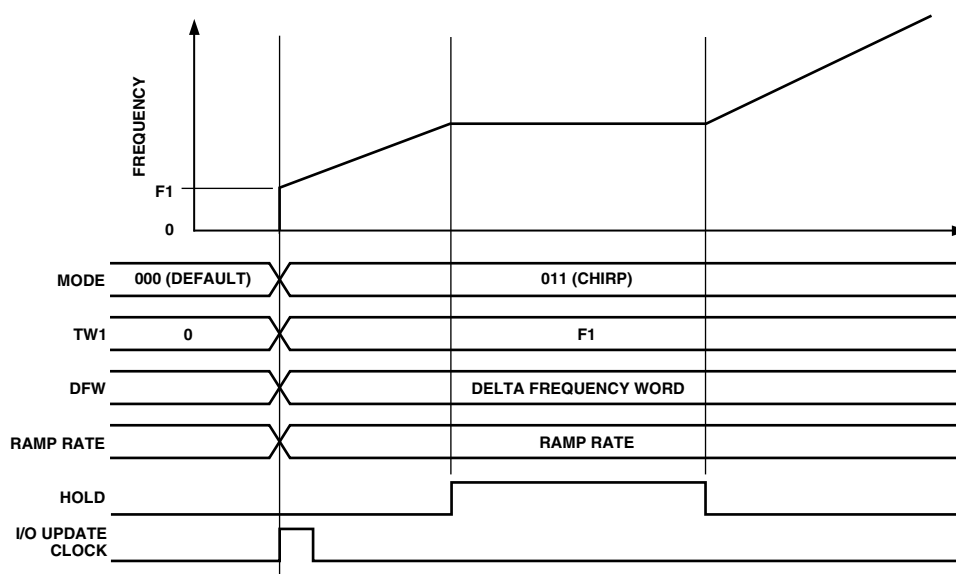 FREQUENCY
F1
0
MODE
000 (DEFAULT)
011 (CHIRP)
TW1
0
F1
DFW
DELTA FREQUENCY WORD
RAMP RATE
RAMP RATE
HOLD
I/O UPDATE
CLOCK